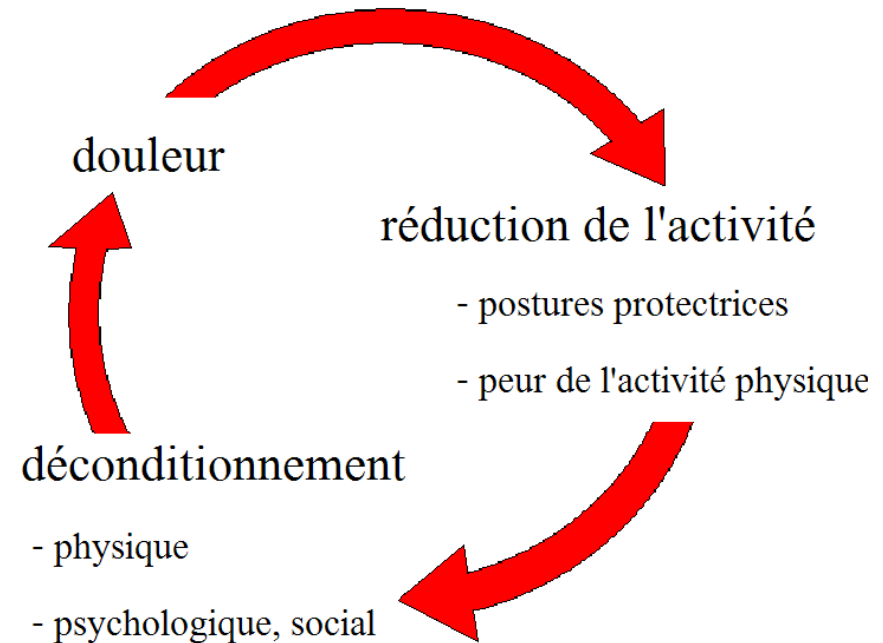 douleur
réduction de l'activité
- postures protectrices
- peur de l'activité physique
déconditionnement
- physique
- psychologique, social